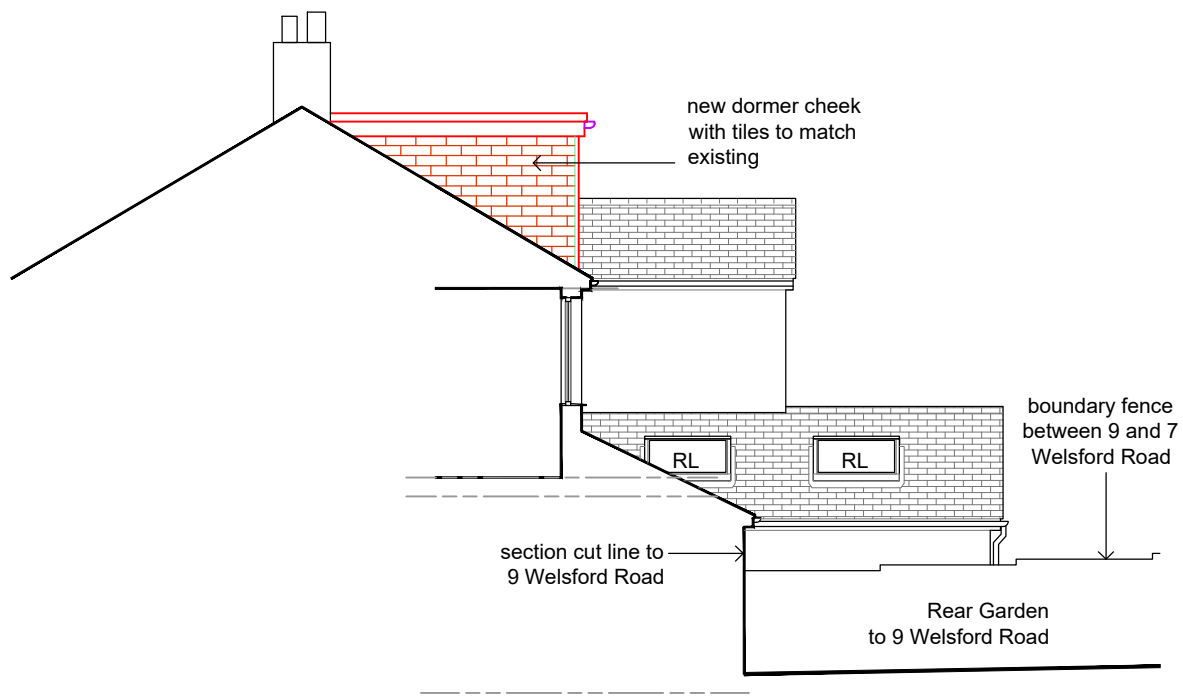 new dormer cheek
with tiles to match
existing
boundary fence
between 9 and 7
Welsford Road
RL
RL
section cut line to
9 Welsford Road
Rear Garden
to 9 Welsford Road